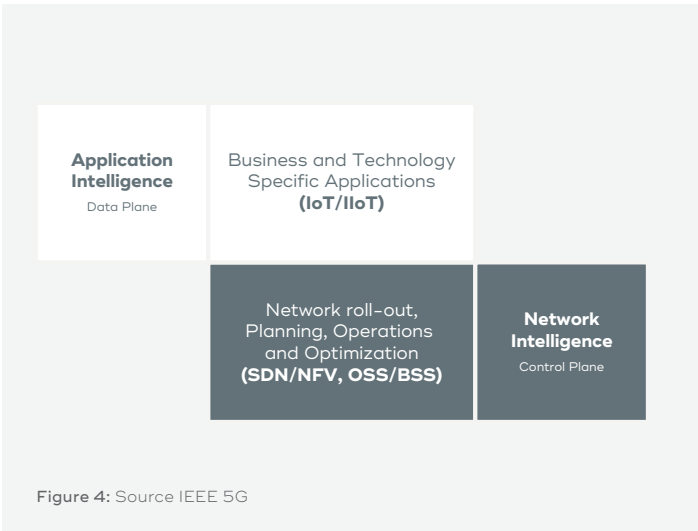 Application
Intelligence
Data Plane
Business and Technology
Specific Applications
(IoT/IIoT)
Network roll-out,
Planning, Operations
and Optimization
(SDN/NFV, OSS/BSS)
Network
Intelligence
Control Plane
Figure 4: Source IEEE 5G